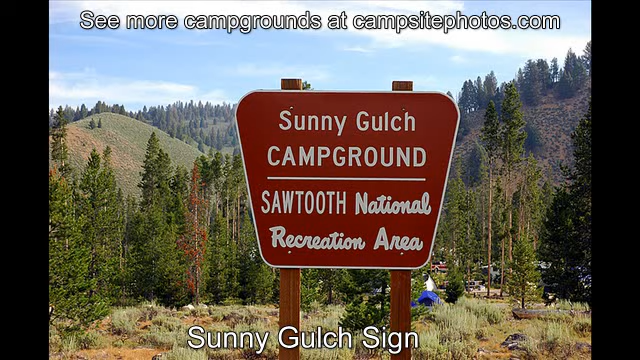 See more campgrounds at campsitephotos.com
Sunny Gulch
CAMPGROUND
SAWTOOTH National
Recreation Area
Sunny Gulch Sign